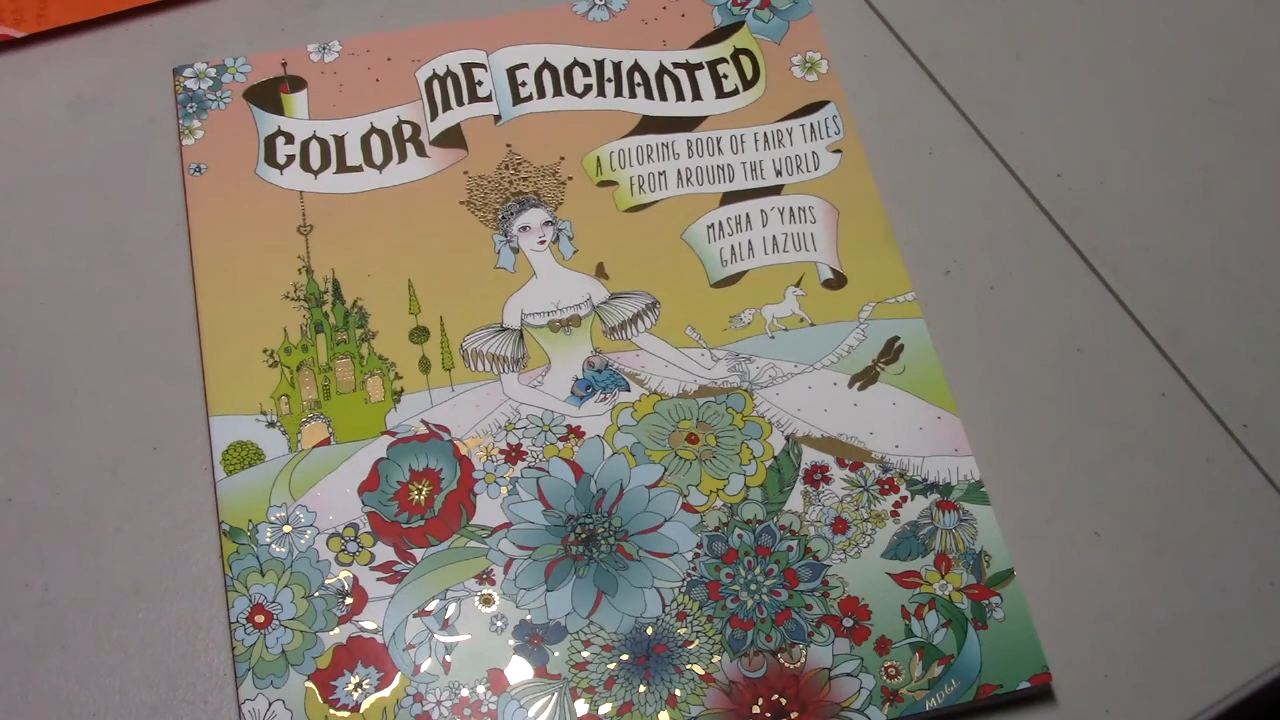 COLOR ME ENCHANTED
A COLORING BOOK OF FAIRY TALES
FROM AROUND THE WORLD
MASHA D'YANS
GALA LAZULI
MDGL